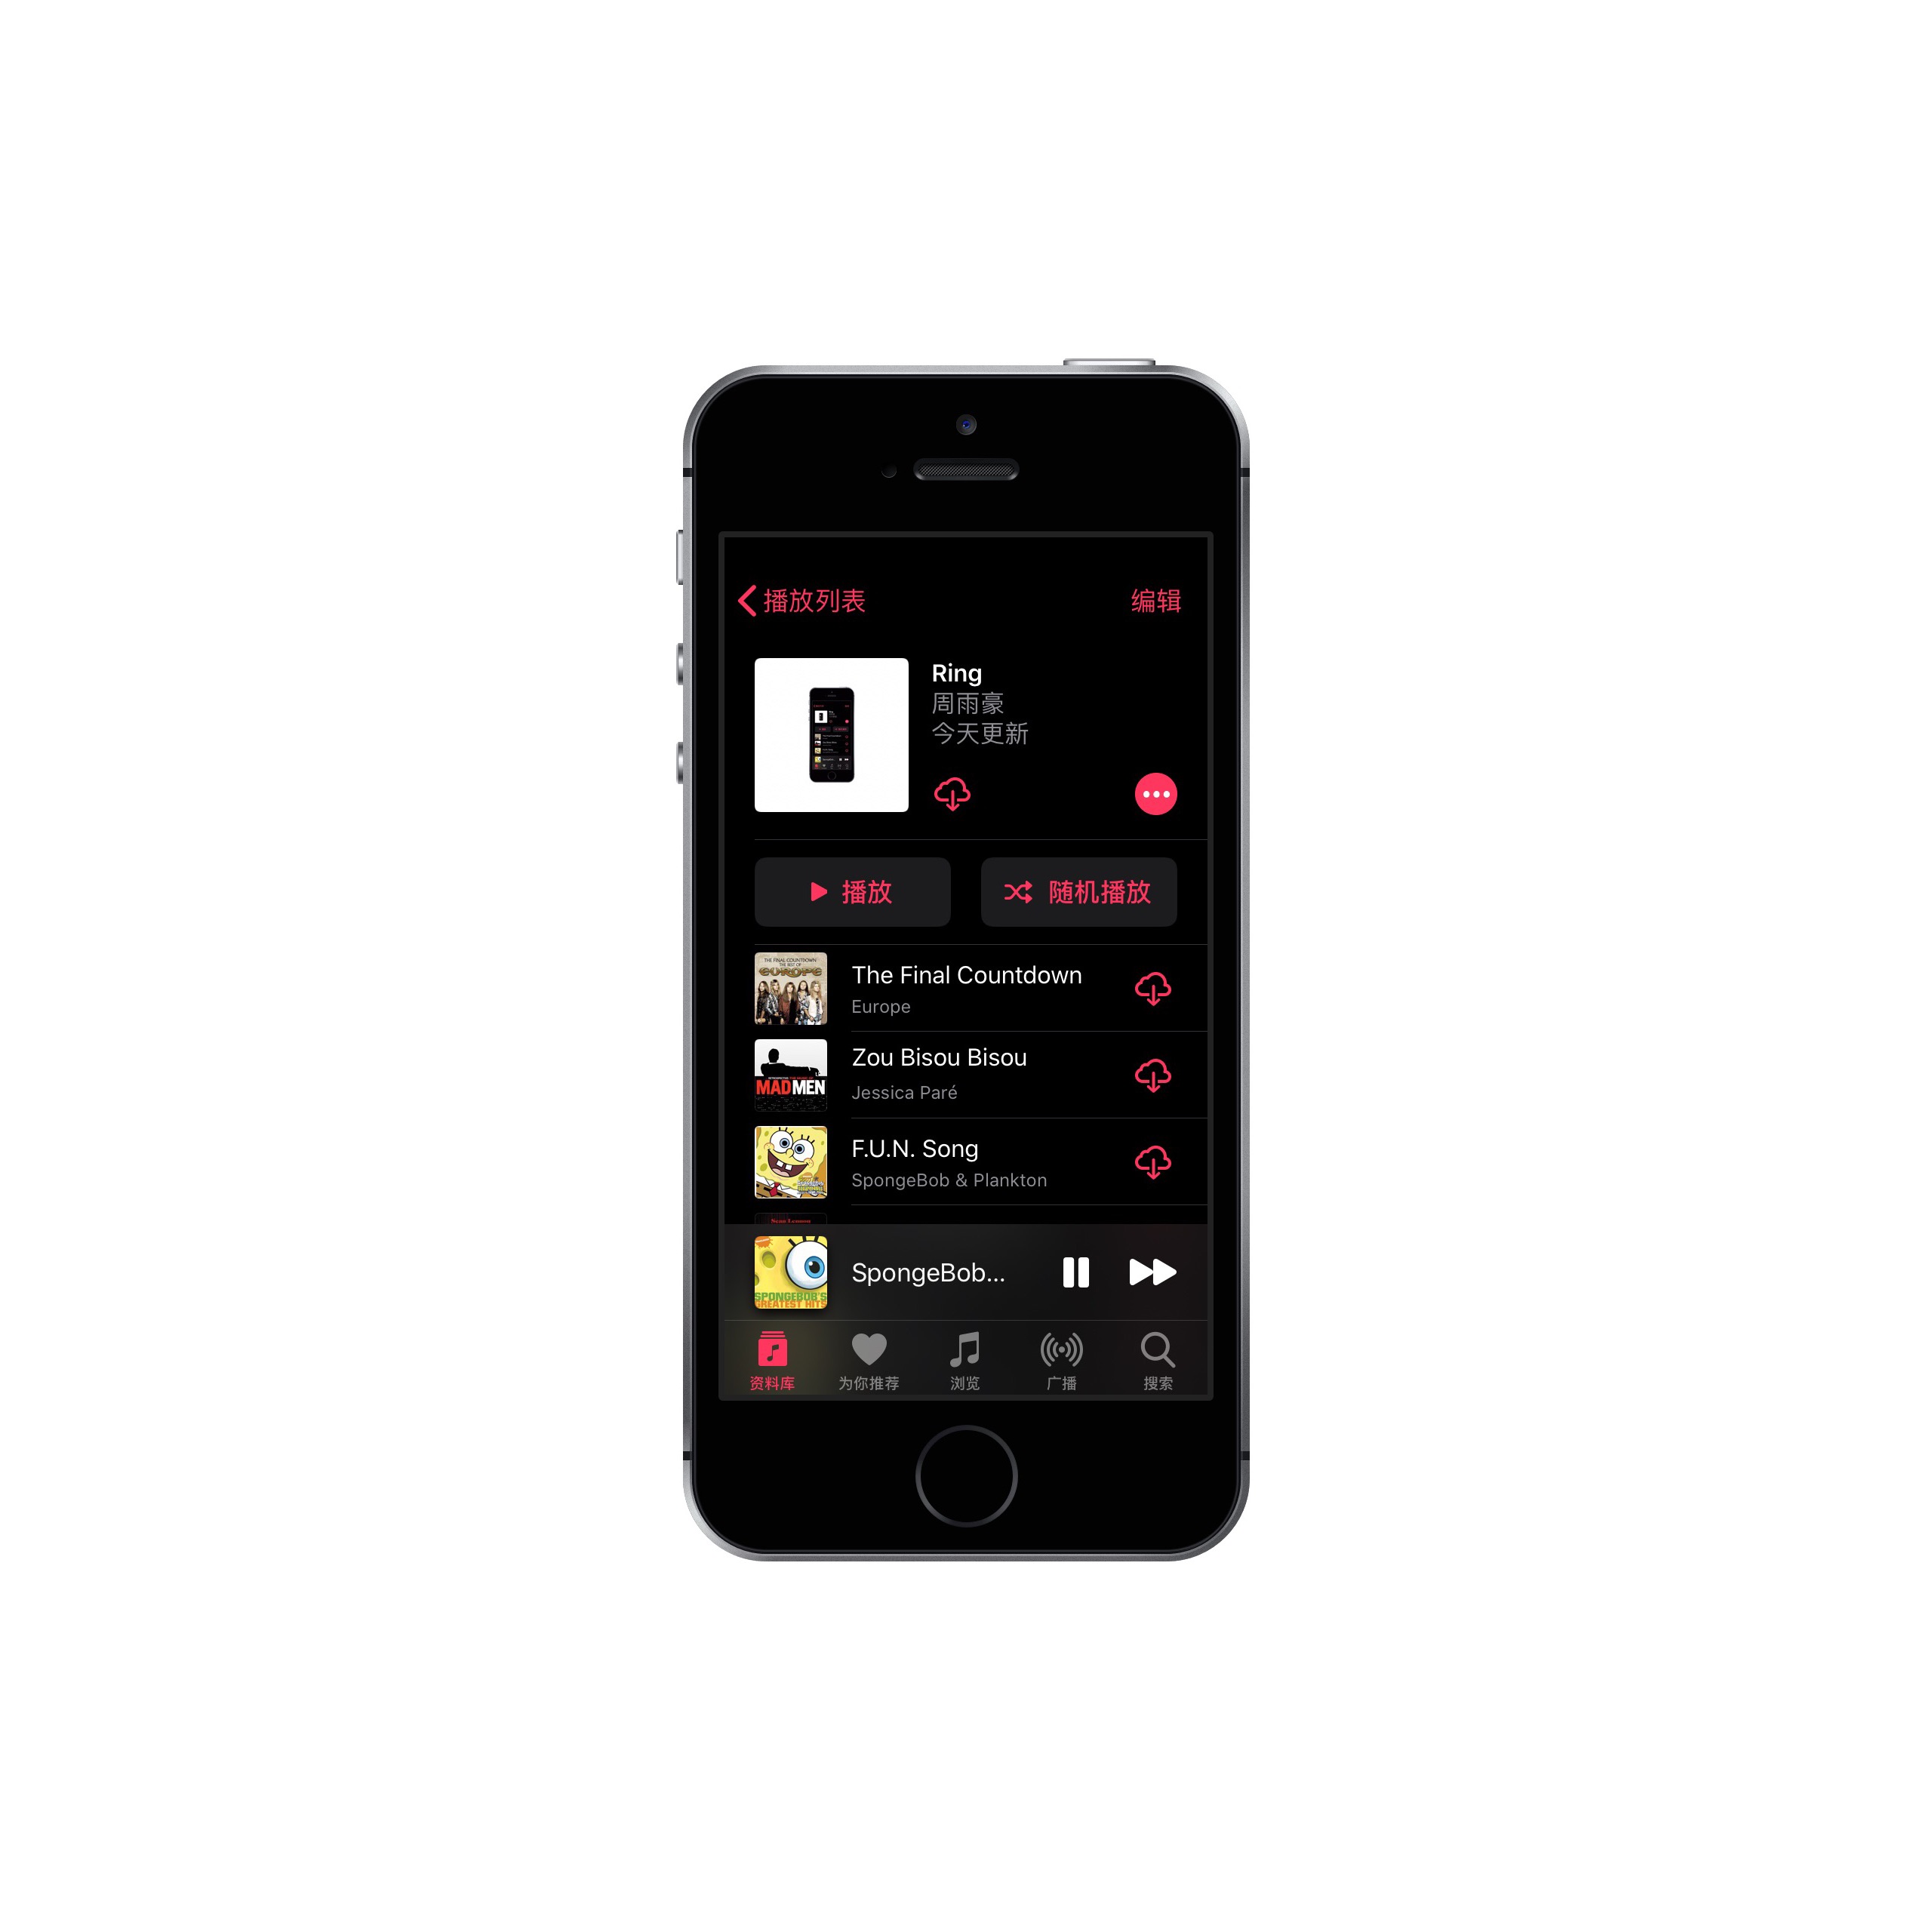 播放列表
编辑
Ring
周雨豪
今天更新
播放
随机播放
THE FINAL COUNTDOWN
THE BEST OF
EUROPE
The Final Countdown
Europe
MAD MEN
Zou Bisou Bisou
Jessica Paré
F.U.N. Song
SpongeBob & Plankton
SPONGEBOB'S
GREATEST HITS
SpongeBob...
资料库
为你推荐
浏览
广播
搜索